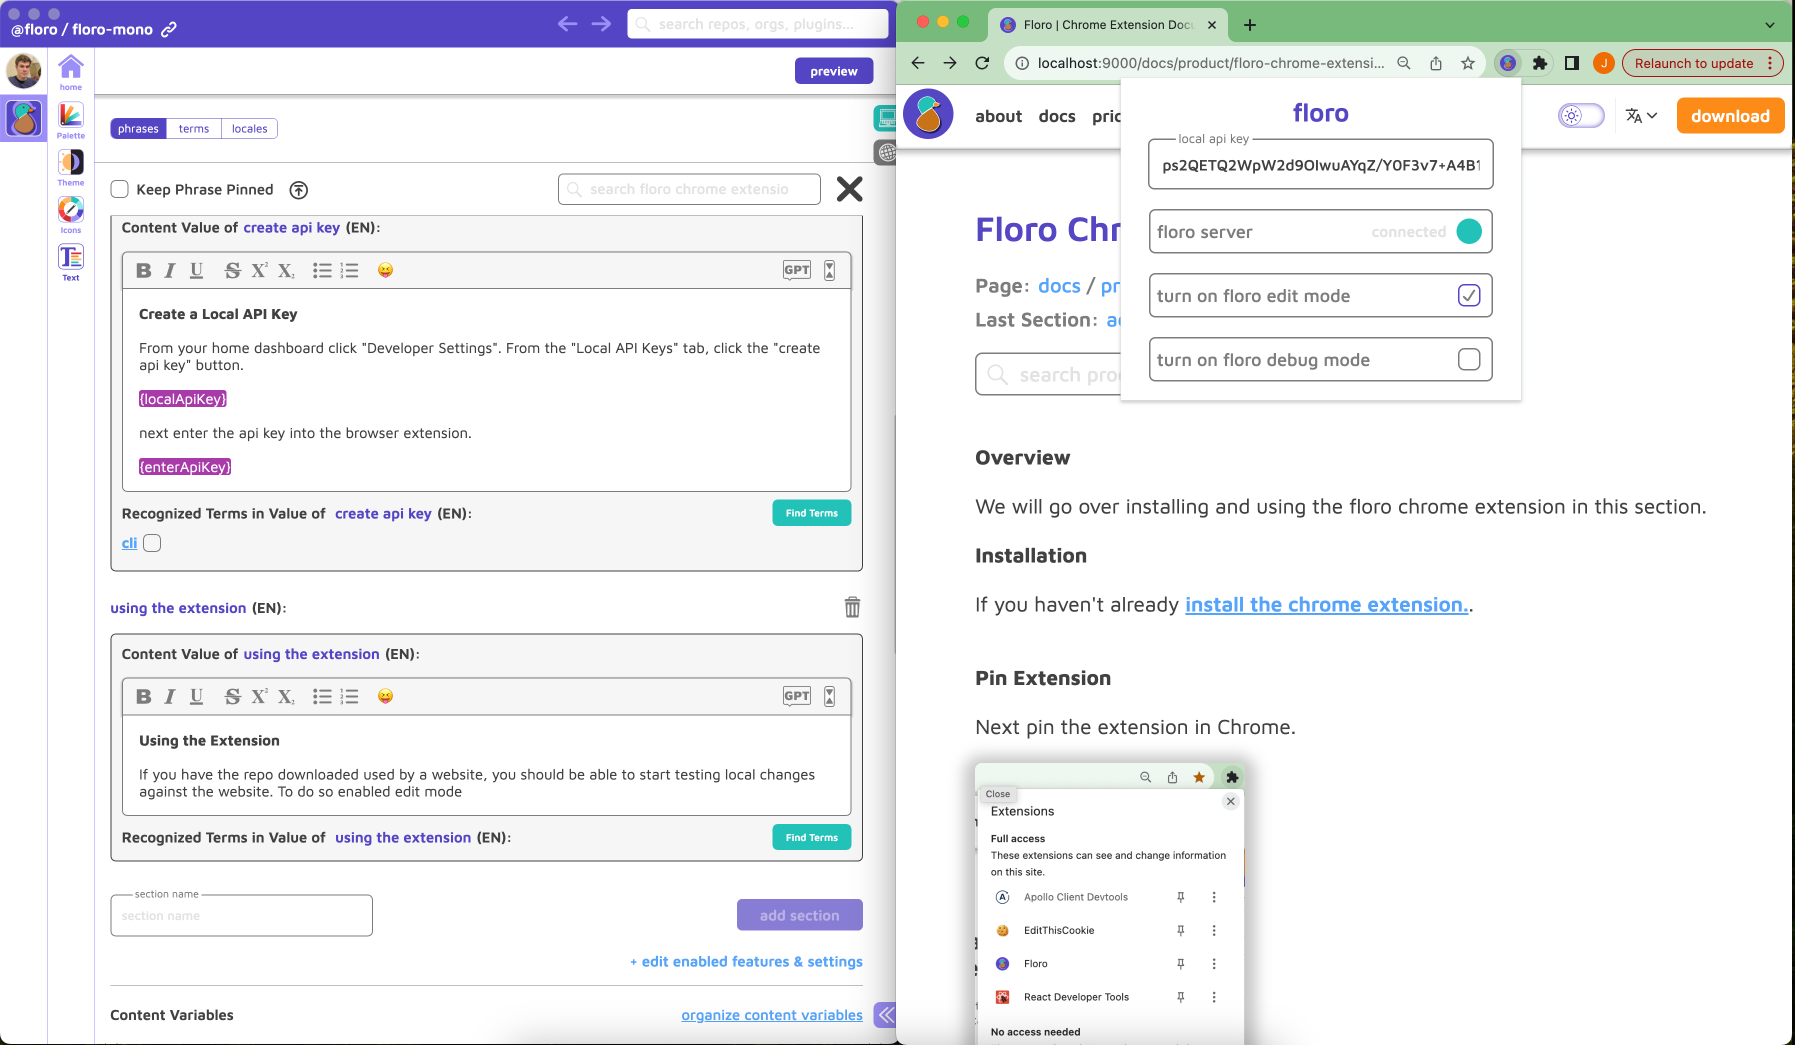 @floro / floro-mono
search repos, orgs, plugins...
home
Palette
Theme
Icons
Text
preview
phrases
terms
locales
Keep Phrase Pinned
search floro chrome extensio
Content Value of create api key (EN):
B I U S X² X₂
GPT
Create a Local API Key
From your home dashboard click "Developer Settings". From the "Local API Keys" tab, click the "create
api key" button.
{localApiKey}
next enter the api key into the browser extension.
{enterApiKey}
Recognized Terms in Value of create api key (EN):
Find Terms
cli
using the extension (EN):
Content Value of using the extension (EN):
B I U S X² X₂
GPT
Using the Extension
If you have the repo downloaded used by a website, you should be able to start testing local changes
against the website. To do so enabled edit mode
Recognized Terms in Value of using the extension (EN):
Find Terms
section name
section name
add section
+ edit enabled features & settings
Content Variables
organize content variables
Floro | Chrome Extension Doc
localhost:9000/docs/product/floro-chrome-extensi...
J
Relaunch to update
about
docs
pric
download
floro
local api key
ps2QETQ2WpW2d9OIwuAYqZ/Y0F3v7+A4B1
floro server
connected
turn on floro edit mode
turn on floro debug mode
Floro Chr
Page: docs / pr
Last Section:
search pro
Overview
We will go over installing and using the floro chrome extension in this section.
Installation
If you haven't already install the chrome extension..
Pin Extension
Next pin the extension in Chrome.
Close
Extensions
Full access
These extensions can see and change information
on this site.
Apollo Client Devtools
EditThisCookie
Floro
React Developer Tools
No access needed